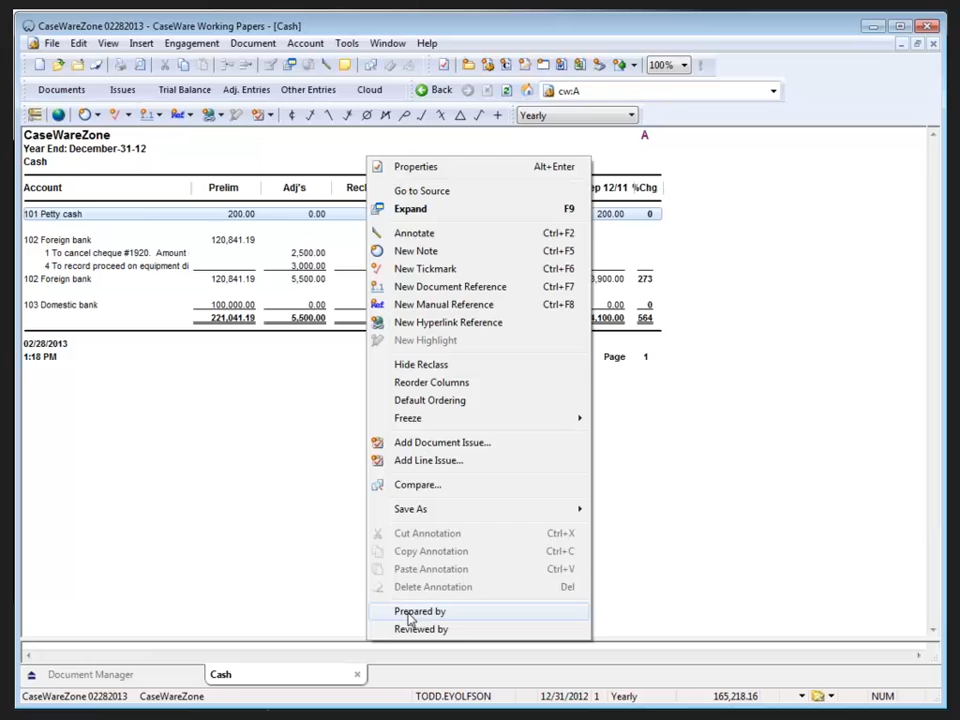 CaseWareZone 02282013 - CaseWare Working Papers - [Cash]
File Edit View Insert Engagement Document Account Tools Window Help
100%
Documents Issues Trial Balance Adj. Entries Other Entries Cloud Back cw:A
Yearly
CaseWareZone A
Year End: December-31-12
Cash
Account Prelim Adj's Rep 12/11 %Chg
101 Petty cash 200.00 0.00 200.00 0
102 Foreign bank 120,841.19
1 To cancel cheque #1920. Amount 2,500.00
4 To record proceed on equipment di 3,000.00
102 Foreign bank 120,841.19 5,500.00 273
103 Domestic bank 100,000.00 0.00 0.00 0
221,041.19 5,500.00 564
02/28/2013
1:18 PM Page 1
Properties Alt+Enter
Go to Source
Expand F9
Annotate Ctrl+F2
New Note Ctrl+F5
New Tickmark Ctrl+F6
New Document Reference Ctrl+F7
New Manual Reference Ctrl+F8
New Hyperlink Reference
New Highlight
Hide Reclass
Reorder Columns
Default Ordering
Freeze
Add Document Issue...
Add Line Issue...
Compare...
Save As
Cut Annotation Ctrl+X
Copy Annotation Ctrl+C
Paste Annotation Ctrl+V
Delete Annotation Del
Prepared by
Reviewed by
Document Manager Cash
CaseWareZone 02282013 CaseWareZone TODD.EYOLFSON 12/31/2012 1 Yearly 165,218.16 NUM